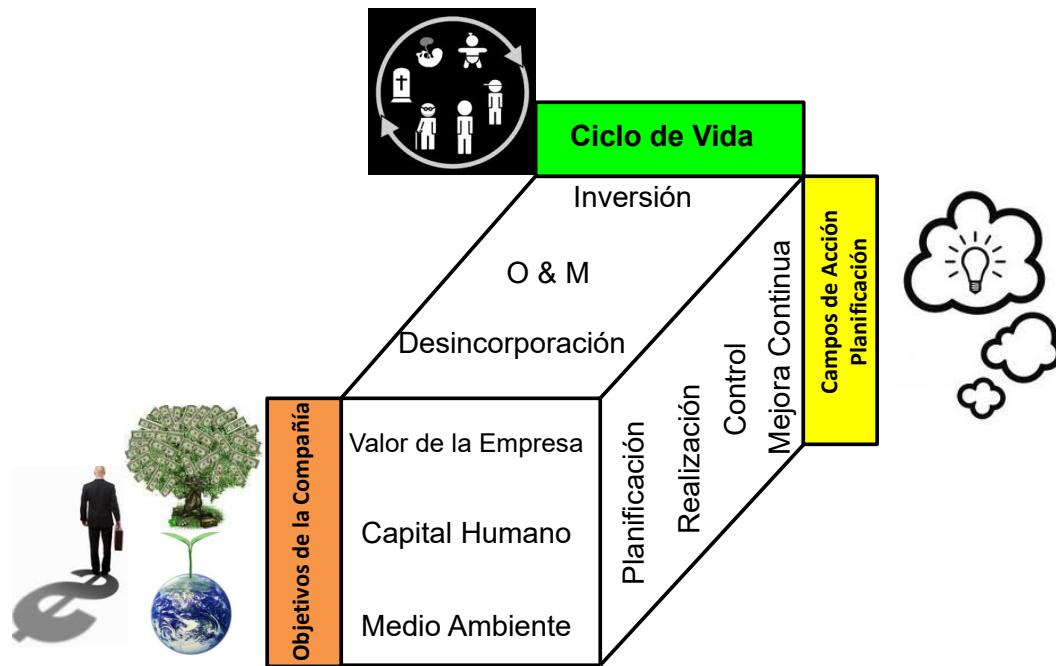 Ciclo de Vida
Inversión
O & M
Desincorporación
Campos de Acción
Planificación
Objetivos de la Compañía
Valor de la Empresa
Capital Humano
Medio Ambiente
Planificación
Realización
Control
Mejora Continua